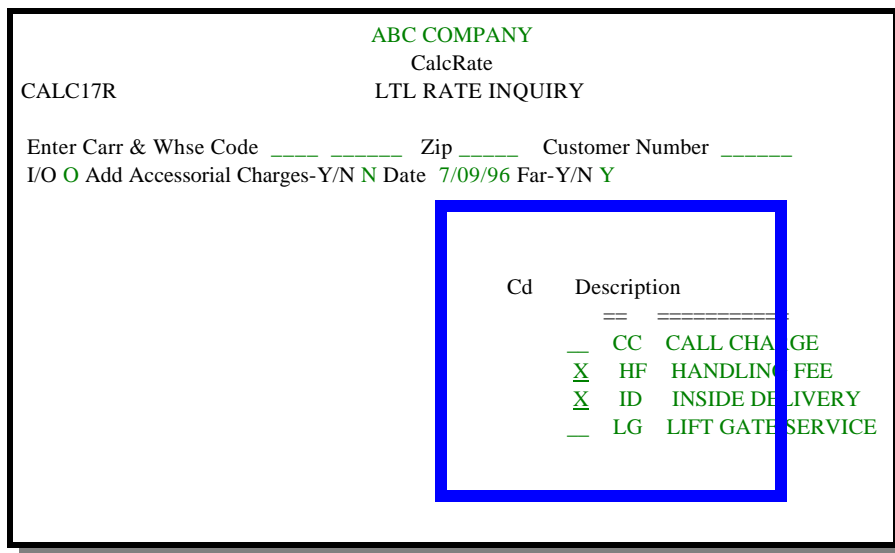 ABC COMPANY
CalcRate
CALC17R LTL RATE INQUIRY
Enter Carr & Whse Code ____ ______ Zip _____ Customer Number ______
I/O O Add Accessorial Charges-Y/N N Date 7/09/96 Far-Y/N Y
Cd Description
== ===========
__ CC CALL CHARGE
X HF HANDLING FEE
X ID INSIDE DELIVERY
__ LG LIFT GATE SERVICE